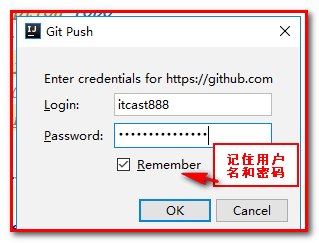 Git Push
Enter credentials for https://github.com
Login: itcast888
Password: •••••••••••••••
Remember
记住用户
名和密码
OK Cancel